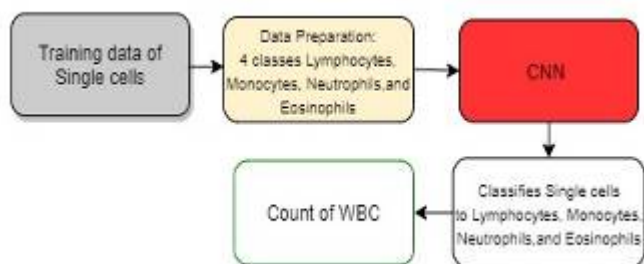 Training data of
Single cells
Data Preparation:
4 classes Lymphocytes,
Monocytes, Neutrophils,and
Eosinophils
CNN
Classifies Single cells
to Lymphocytes, Monocytes,
Neutrophils,and Eosinophils
Count of WBC